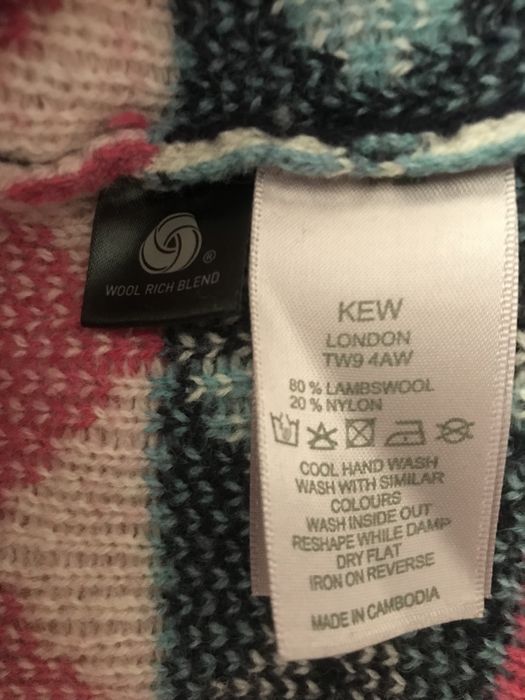 ®
WOOL RICH BLEND
KEW
LONDON
TW9 4AW
80 % LAMBSWOOL
20 % NYLON
COOL HAND WASH
WASH WITH SIMILAR
COLOURS
WASH INSIDE OUT
RESHAPE WHILE DAMP
DRY FLAT
IRON ON REVERSE
MADE IN CAMBODIA